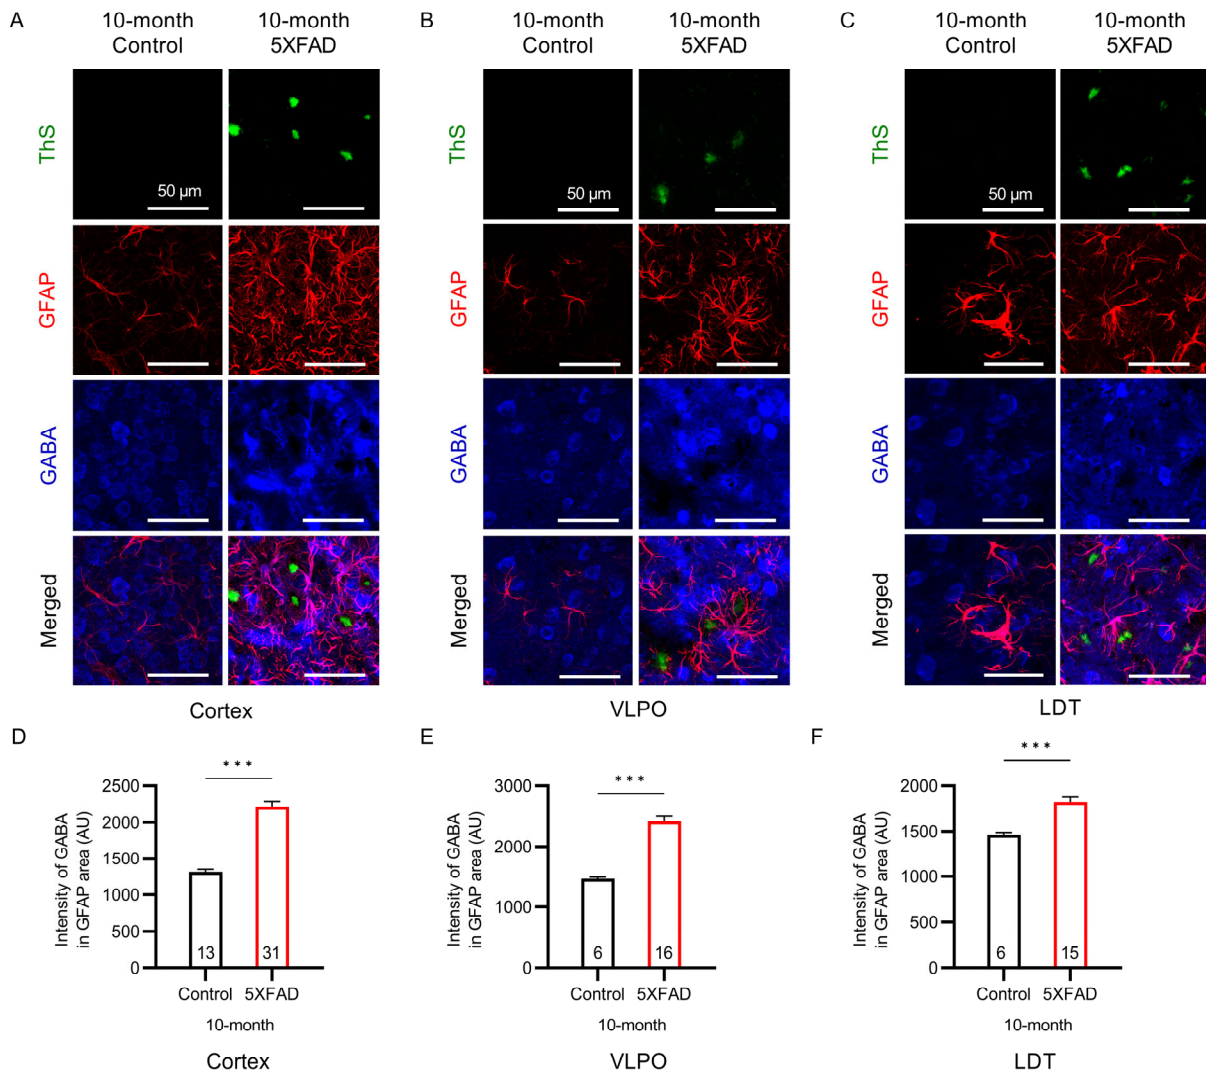 A
10-month
Control
10-month
5XFAD
B
10-month
Control
10-month
5XFAD
C
10-month
Control
10-month
5XFAD
ThS
50 µm
ThS
50 µm
ThS
50 µm
GFAP
GFAP
GFAP
GABA
GABA
GABA
Merged
Merged
Merged
Cortex
VLPO
LDT
D
***
Intensity of GABA
in GFAP area (AU)
2500
2000
1500
1000
500
0
13
31
Control
5XFAD
10-month
Cortex
E
***
Intensity of GABA
in GFAP area (AU)
3000
2000
1000
0
6
16
Control
5XFAD
10-month
VLPO
F
***
Intensity of GABA
in GFAP area (AU)
2000
1500
1000
500
0
6
15
Control
5XFAD
10-month
LDT